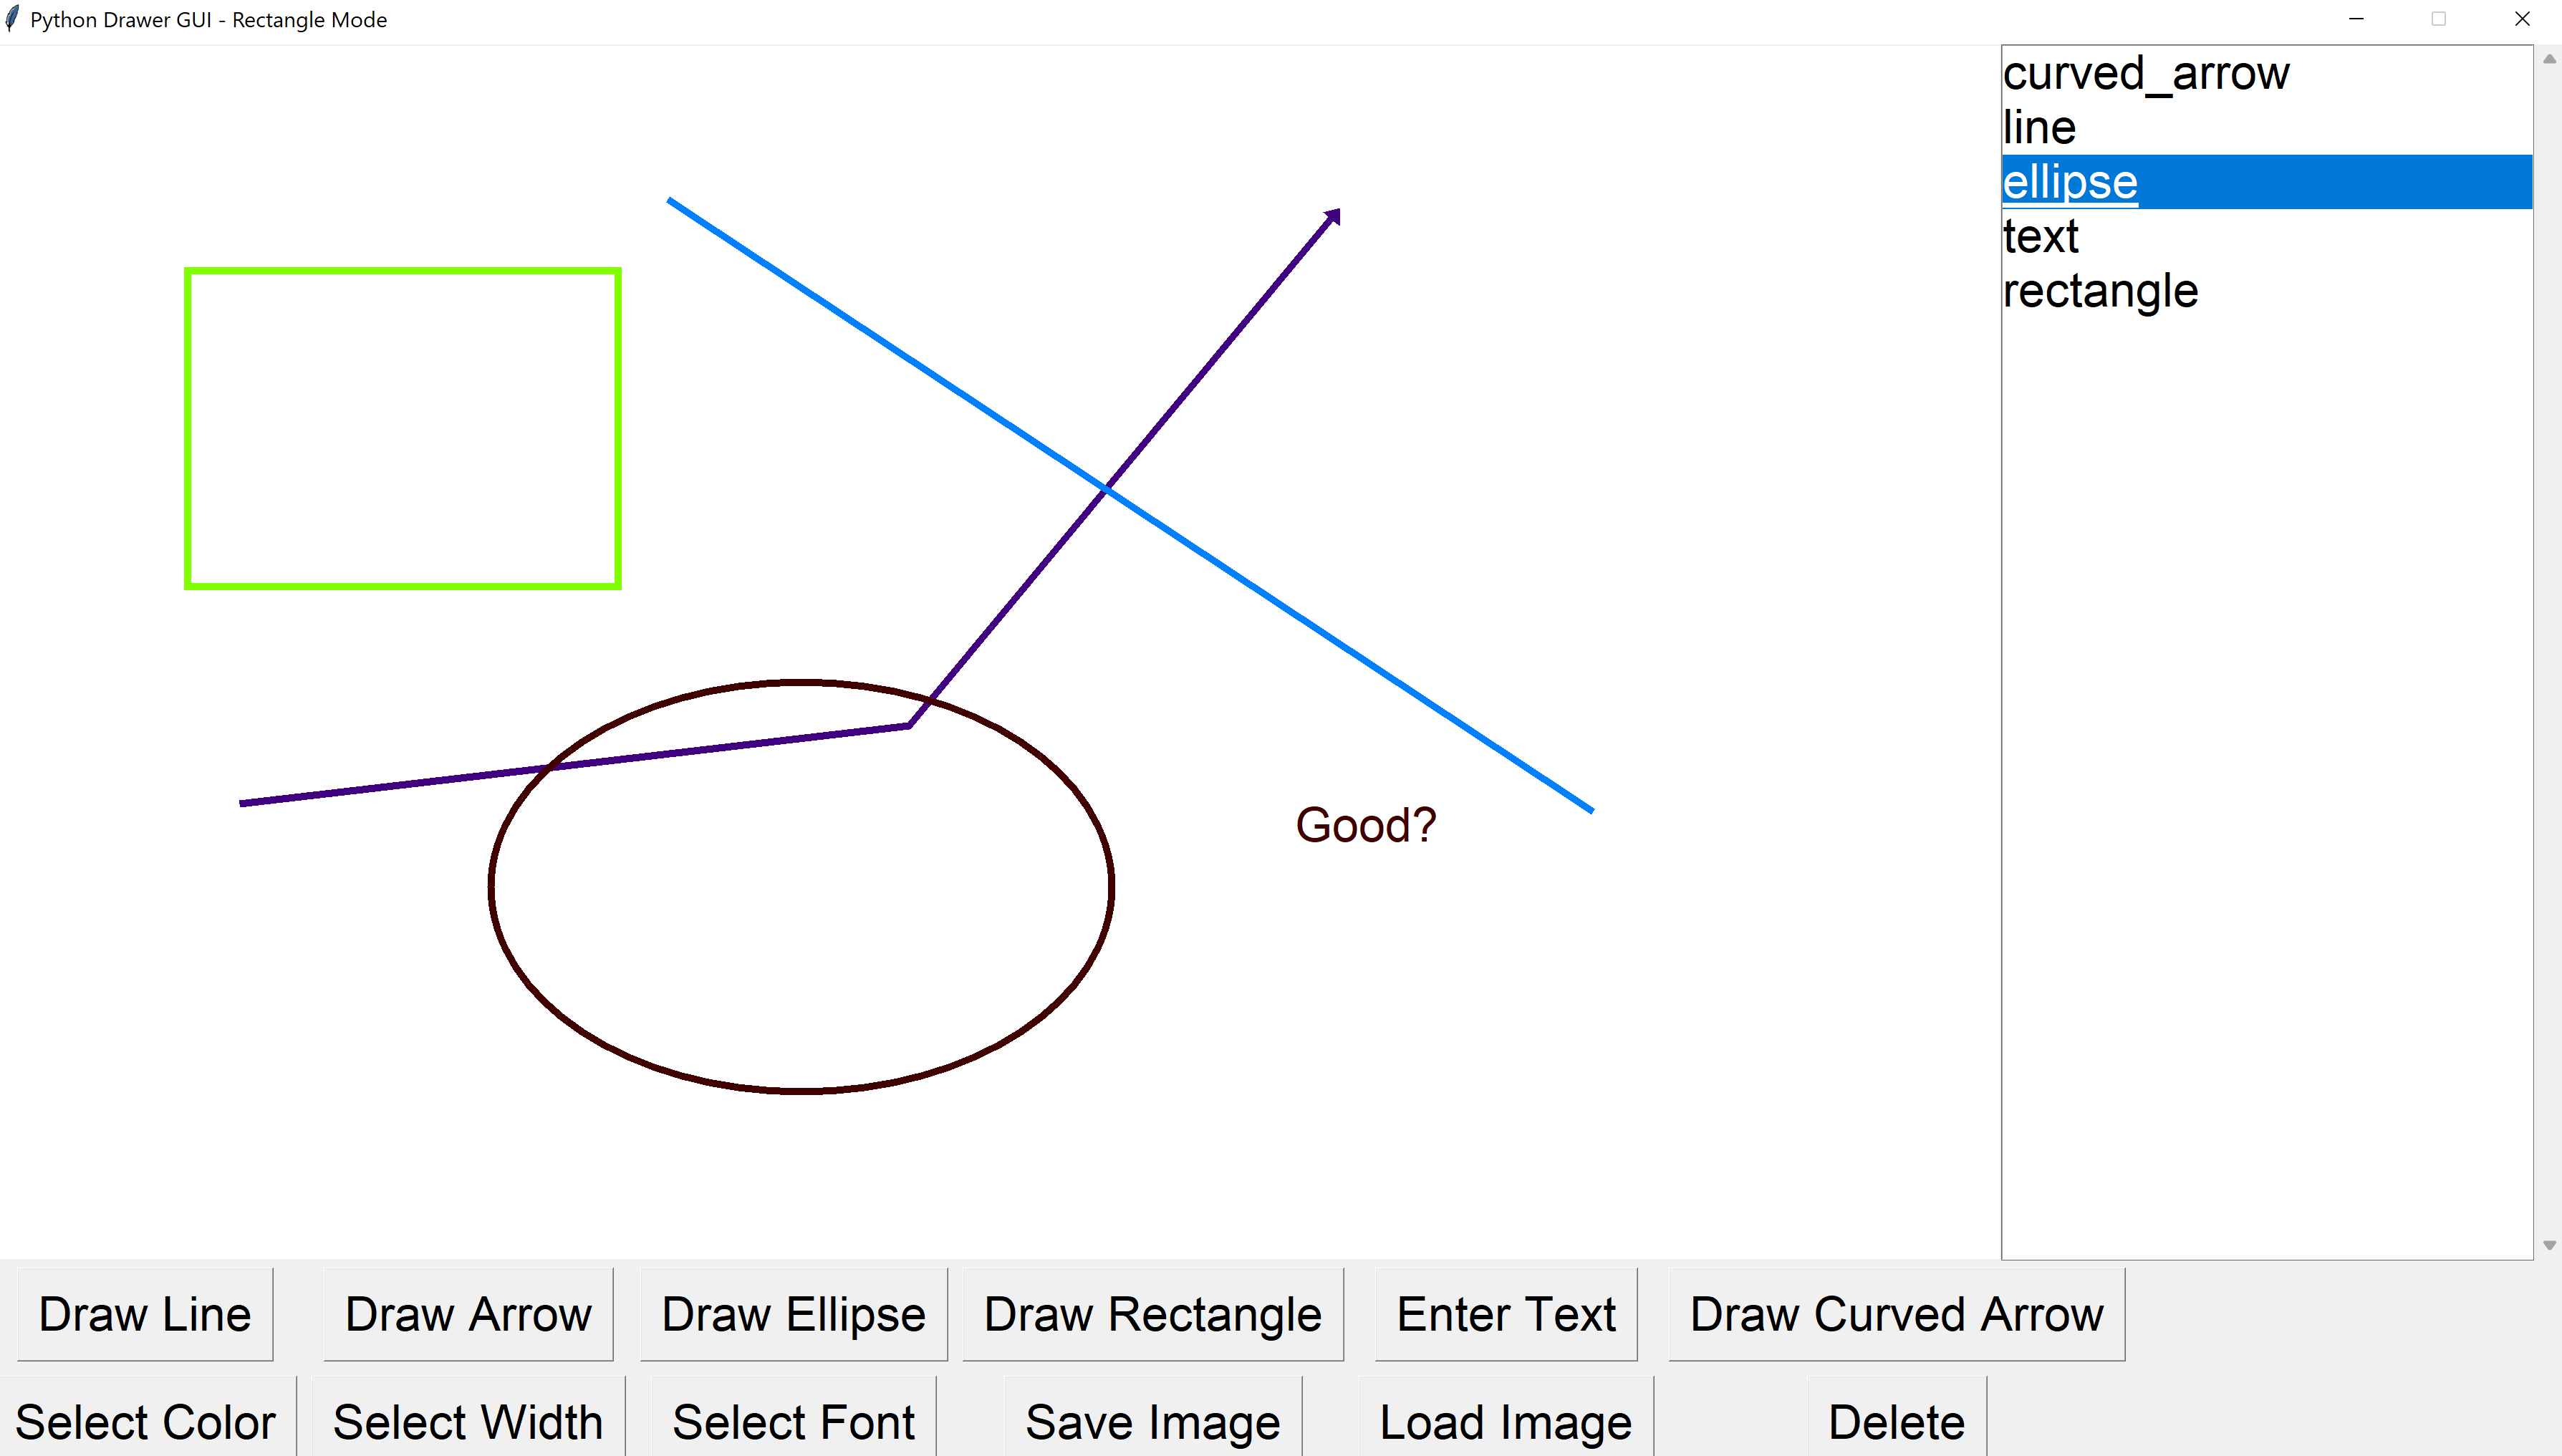 Python Drawer GUI - Rectangle Mode
curved_arrow
line
ellipse
text
rectangle
Good?
Draw Line
Draw Arrow
Draw Ellipse
Draw Rectangle
Enter Text
Draw Curved Arrow
Select Color
Select Width
Select Font
Save Image
Load Image
Delete